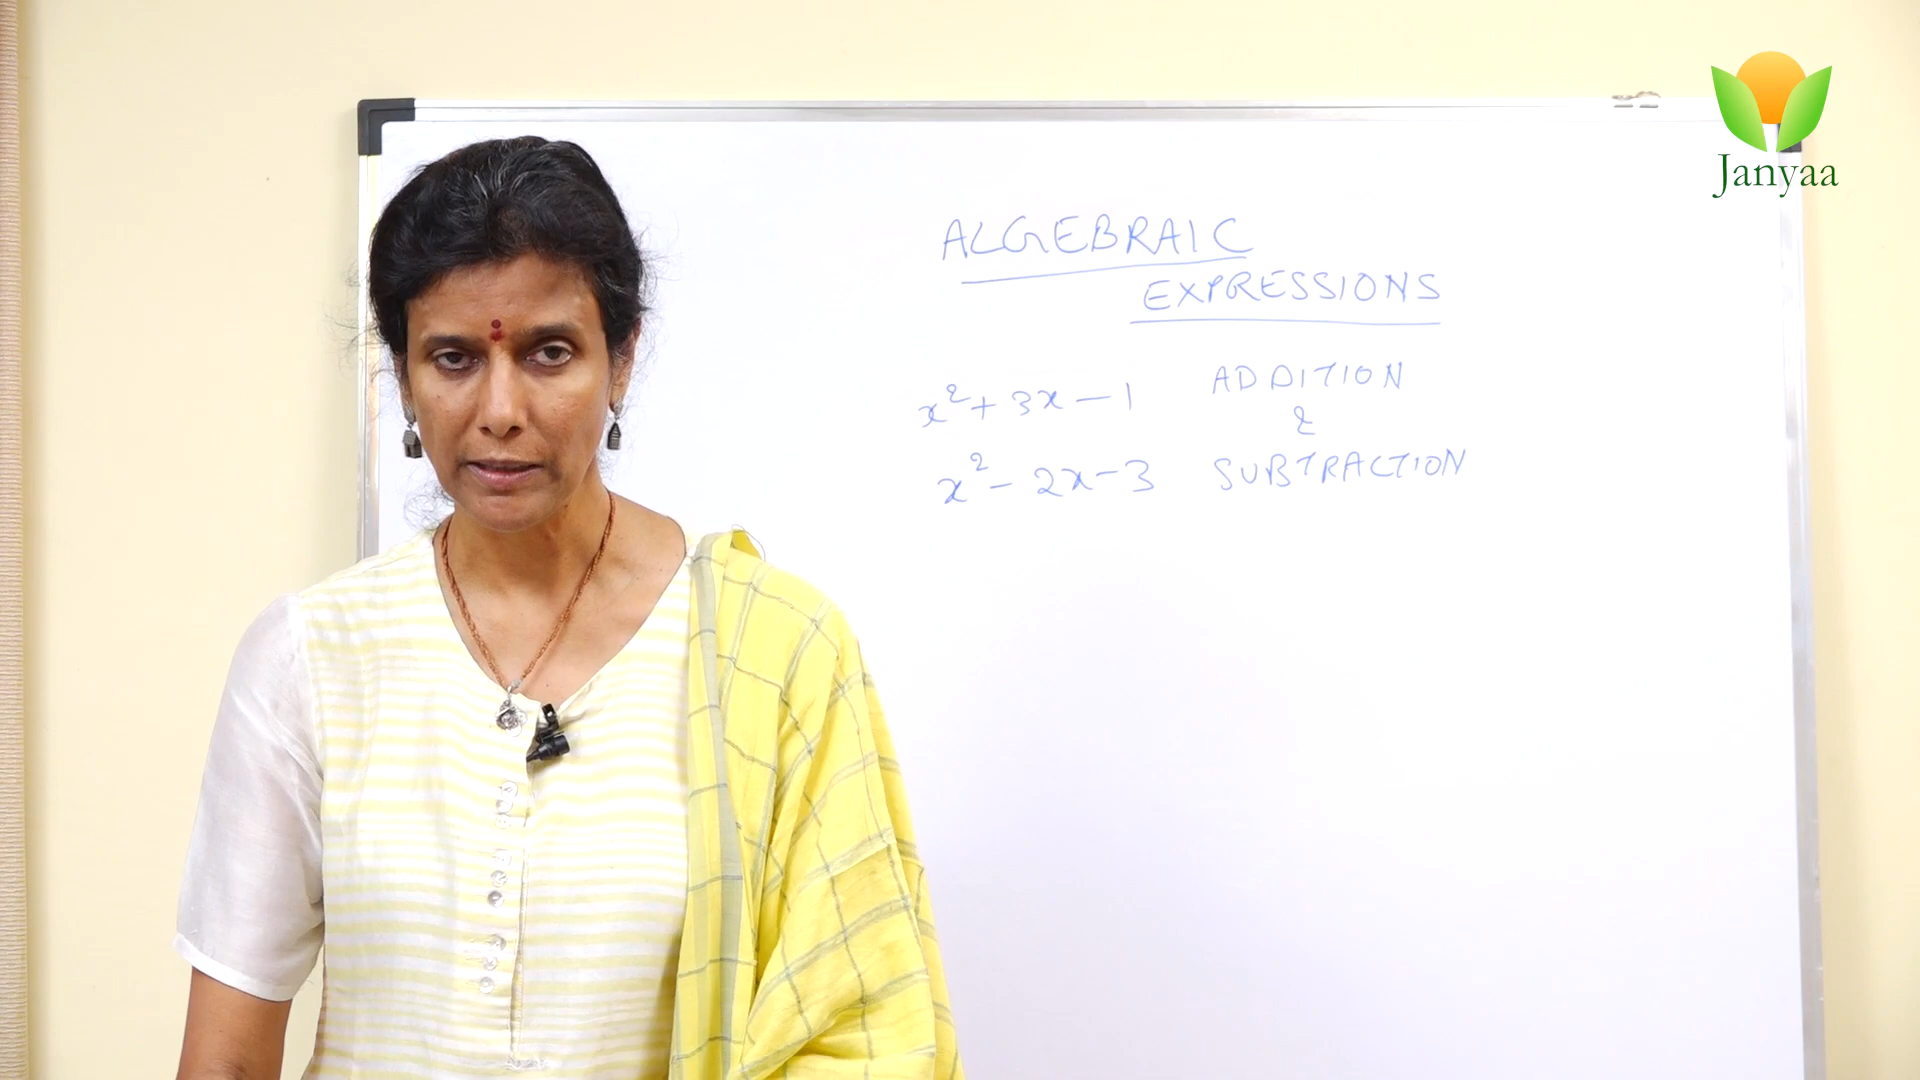 Janyaa
ALGEBRAIC
EXPRESSIONS
x² + 3x - 1 ADDITION
&
x² - 2x - 3 SUBTRACTION